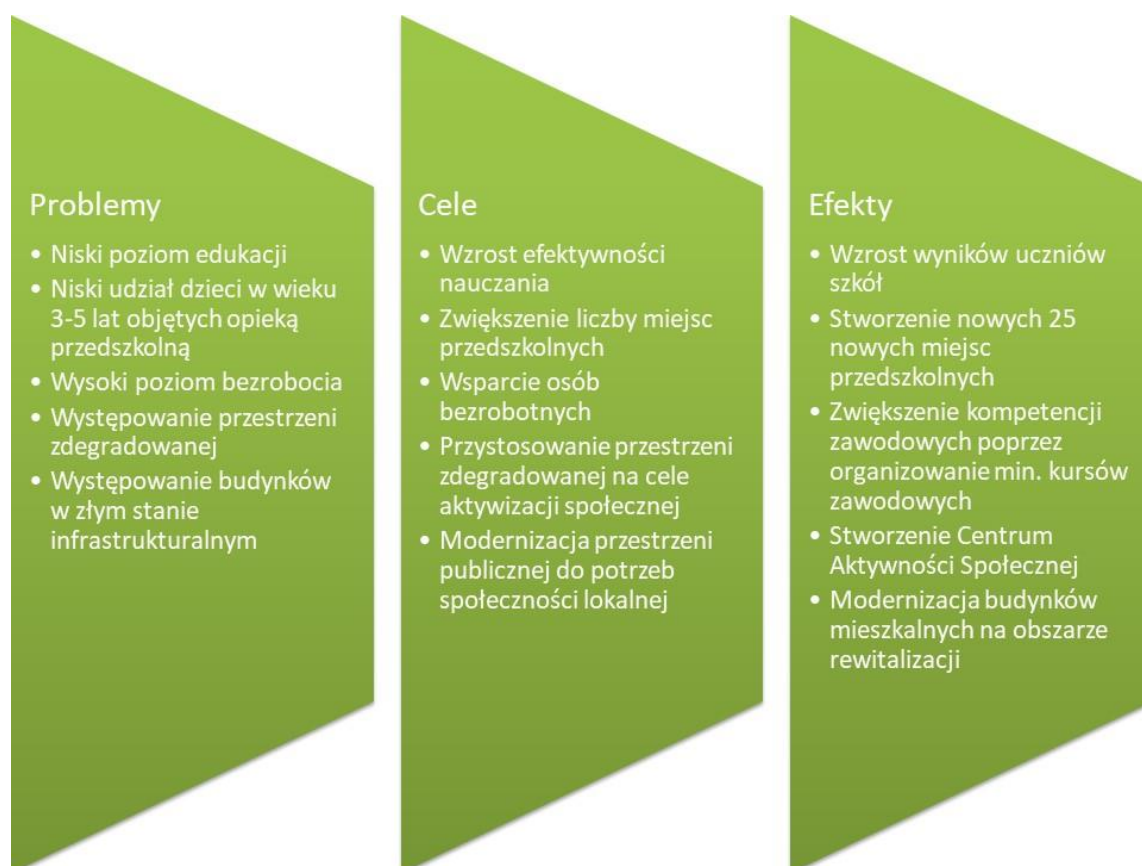 Problemy
• Niski poziom edukacji
• Niski udział dzieci w wieku
3-5 lat objętych opieką
przedszkolną
• Wysoki poziom bezrobocia
• Występowanie przestrzeni
zdegradowanej
• Występowanie budynków
w złym stanie
infrastrukturalnym
Cele
• Wzrost efektywności
nauczania
• Zwiększenie liczby miejsc
przedszkolnych
• Wsparcie osób
bezrobotnych
• Przystosowanie przestrzeni
zdegradowanej na cele
aktywizacji społecznej
• Modernizacja przestrzeni
publicznej do potrzeb
społeczności lokalnej
Efekty
• Wzrost wyników uczniów
szkół
• Stworzenie nowych 25
nowych miejsc
przedszkolnych
• Zwiększenie kompetencji
zawodowych poprzez
organizowanie min. kursów
zawodowych
• Stworzenie Centrum
Aktywności Społecznej
• Modernizacja budynków
mieszkalnych na obszarze
rewitalizacji